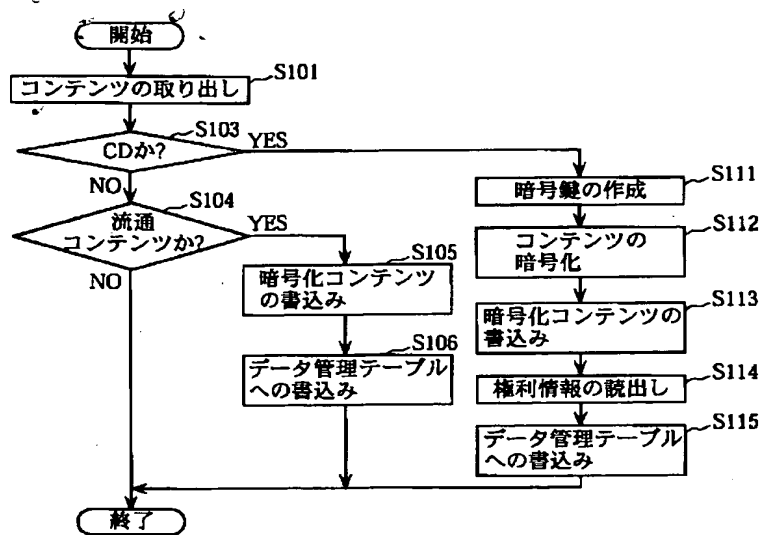 開始
コンテンツの取り出し
S101
CDか?
S103
YES
NO
流通
コンテンツか?
S104
YES
NO
暗号化コンテンツ
の書込み
S105
データ管理テーブル
への書込み
S106
暗号鍵の作成
S111
コンテンツの
暗号化
S112
暗号化コンテンツの
書込み
S113
権利情報の読出し
S114
データ管理テーブル
への書込み
S115
終了